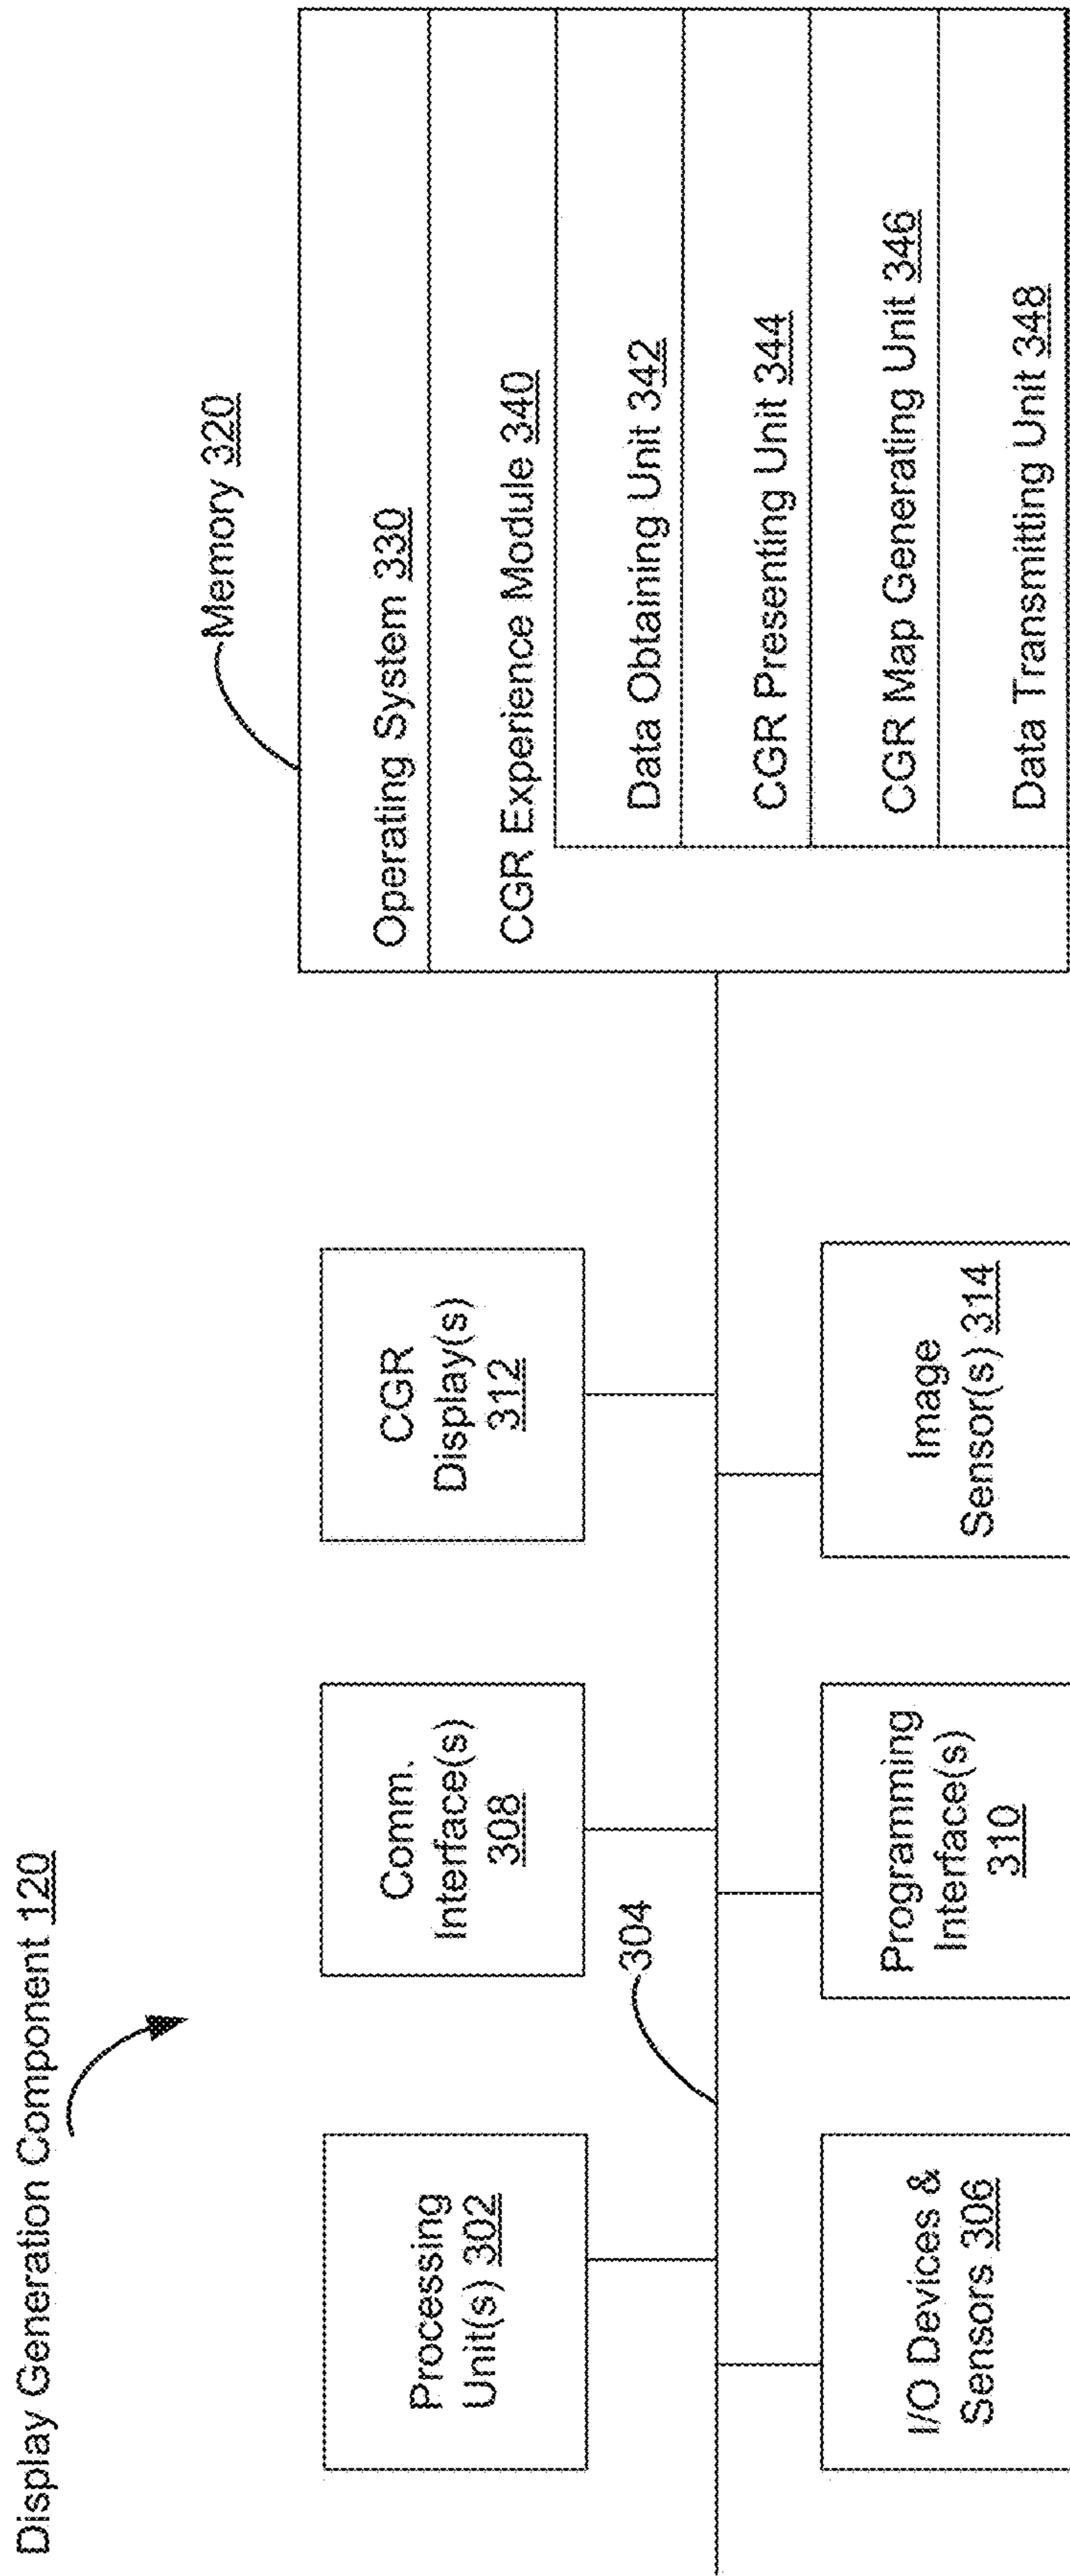 Display Generation Component 120
Memory 320
Processing
Unit(s) 302
Comm.
Interface(s)
308
CGR
Display(s)
312
304
I/O Devices &
Sensors 306
Programming
Interface(s)
310
Image
Sensor(s) 314
Operating System 330
CGR Experience Module 340
Data Obtaining Unit 342
CGR Presenting Unit 344
CGR Map Generating Unit 346
Data Transmitting Unit 348